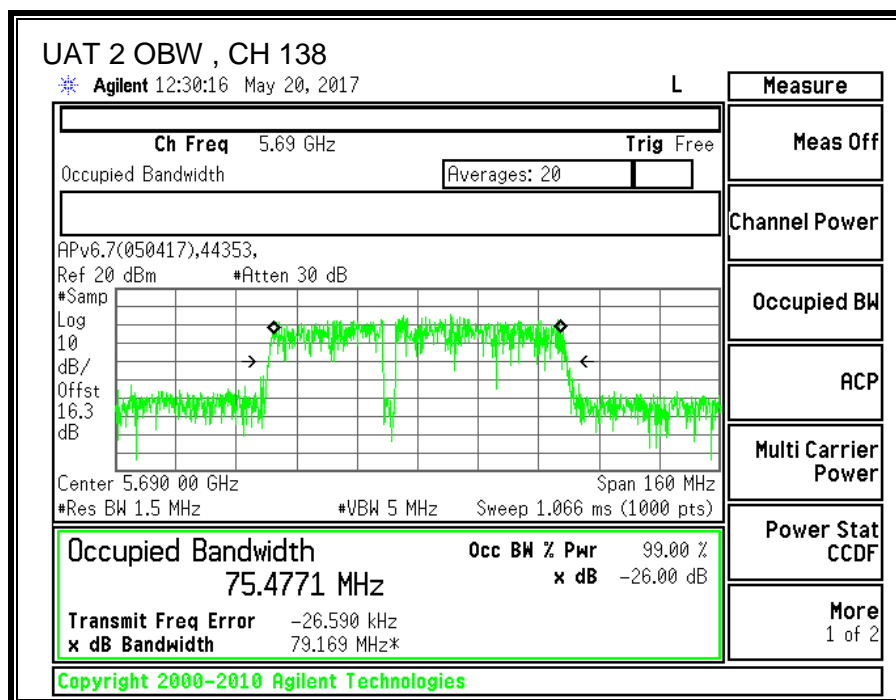 UAT 2 OBW , CH 138
Agilent 12:30:16 May 20, 2017 L
Measure
Ch Freq 5.69 GHz Trig Free
Meas Off
Occupied Bandwidth Averages: 20
Channel Power
APv6.7(050417),44353,
Ref 20 dBm #Atten 30 dB
#Samp
Log
10
dB/
Offst
16.3
dB
Occupied BW
ACP
Multi Carrier
Power
Center 5.690 00 GHz Span 160 MHz
#Res BW 1.5 MHz #VBW 5 MHz Sweep 1.066 ms (1000 pts)
Power Stat
CCDF
Occupied Bandwidth Occ BW % Pwr 99.00 %
75.4771 MHz x dB -26.00 dB
Transmit Freq Error -26.590 kHz
x dB Bandwidth 79.169 MHz*
More
1 of 2
Copyright 2000-2010 Agilent Technologies